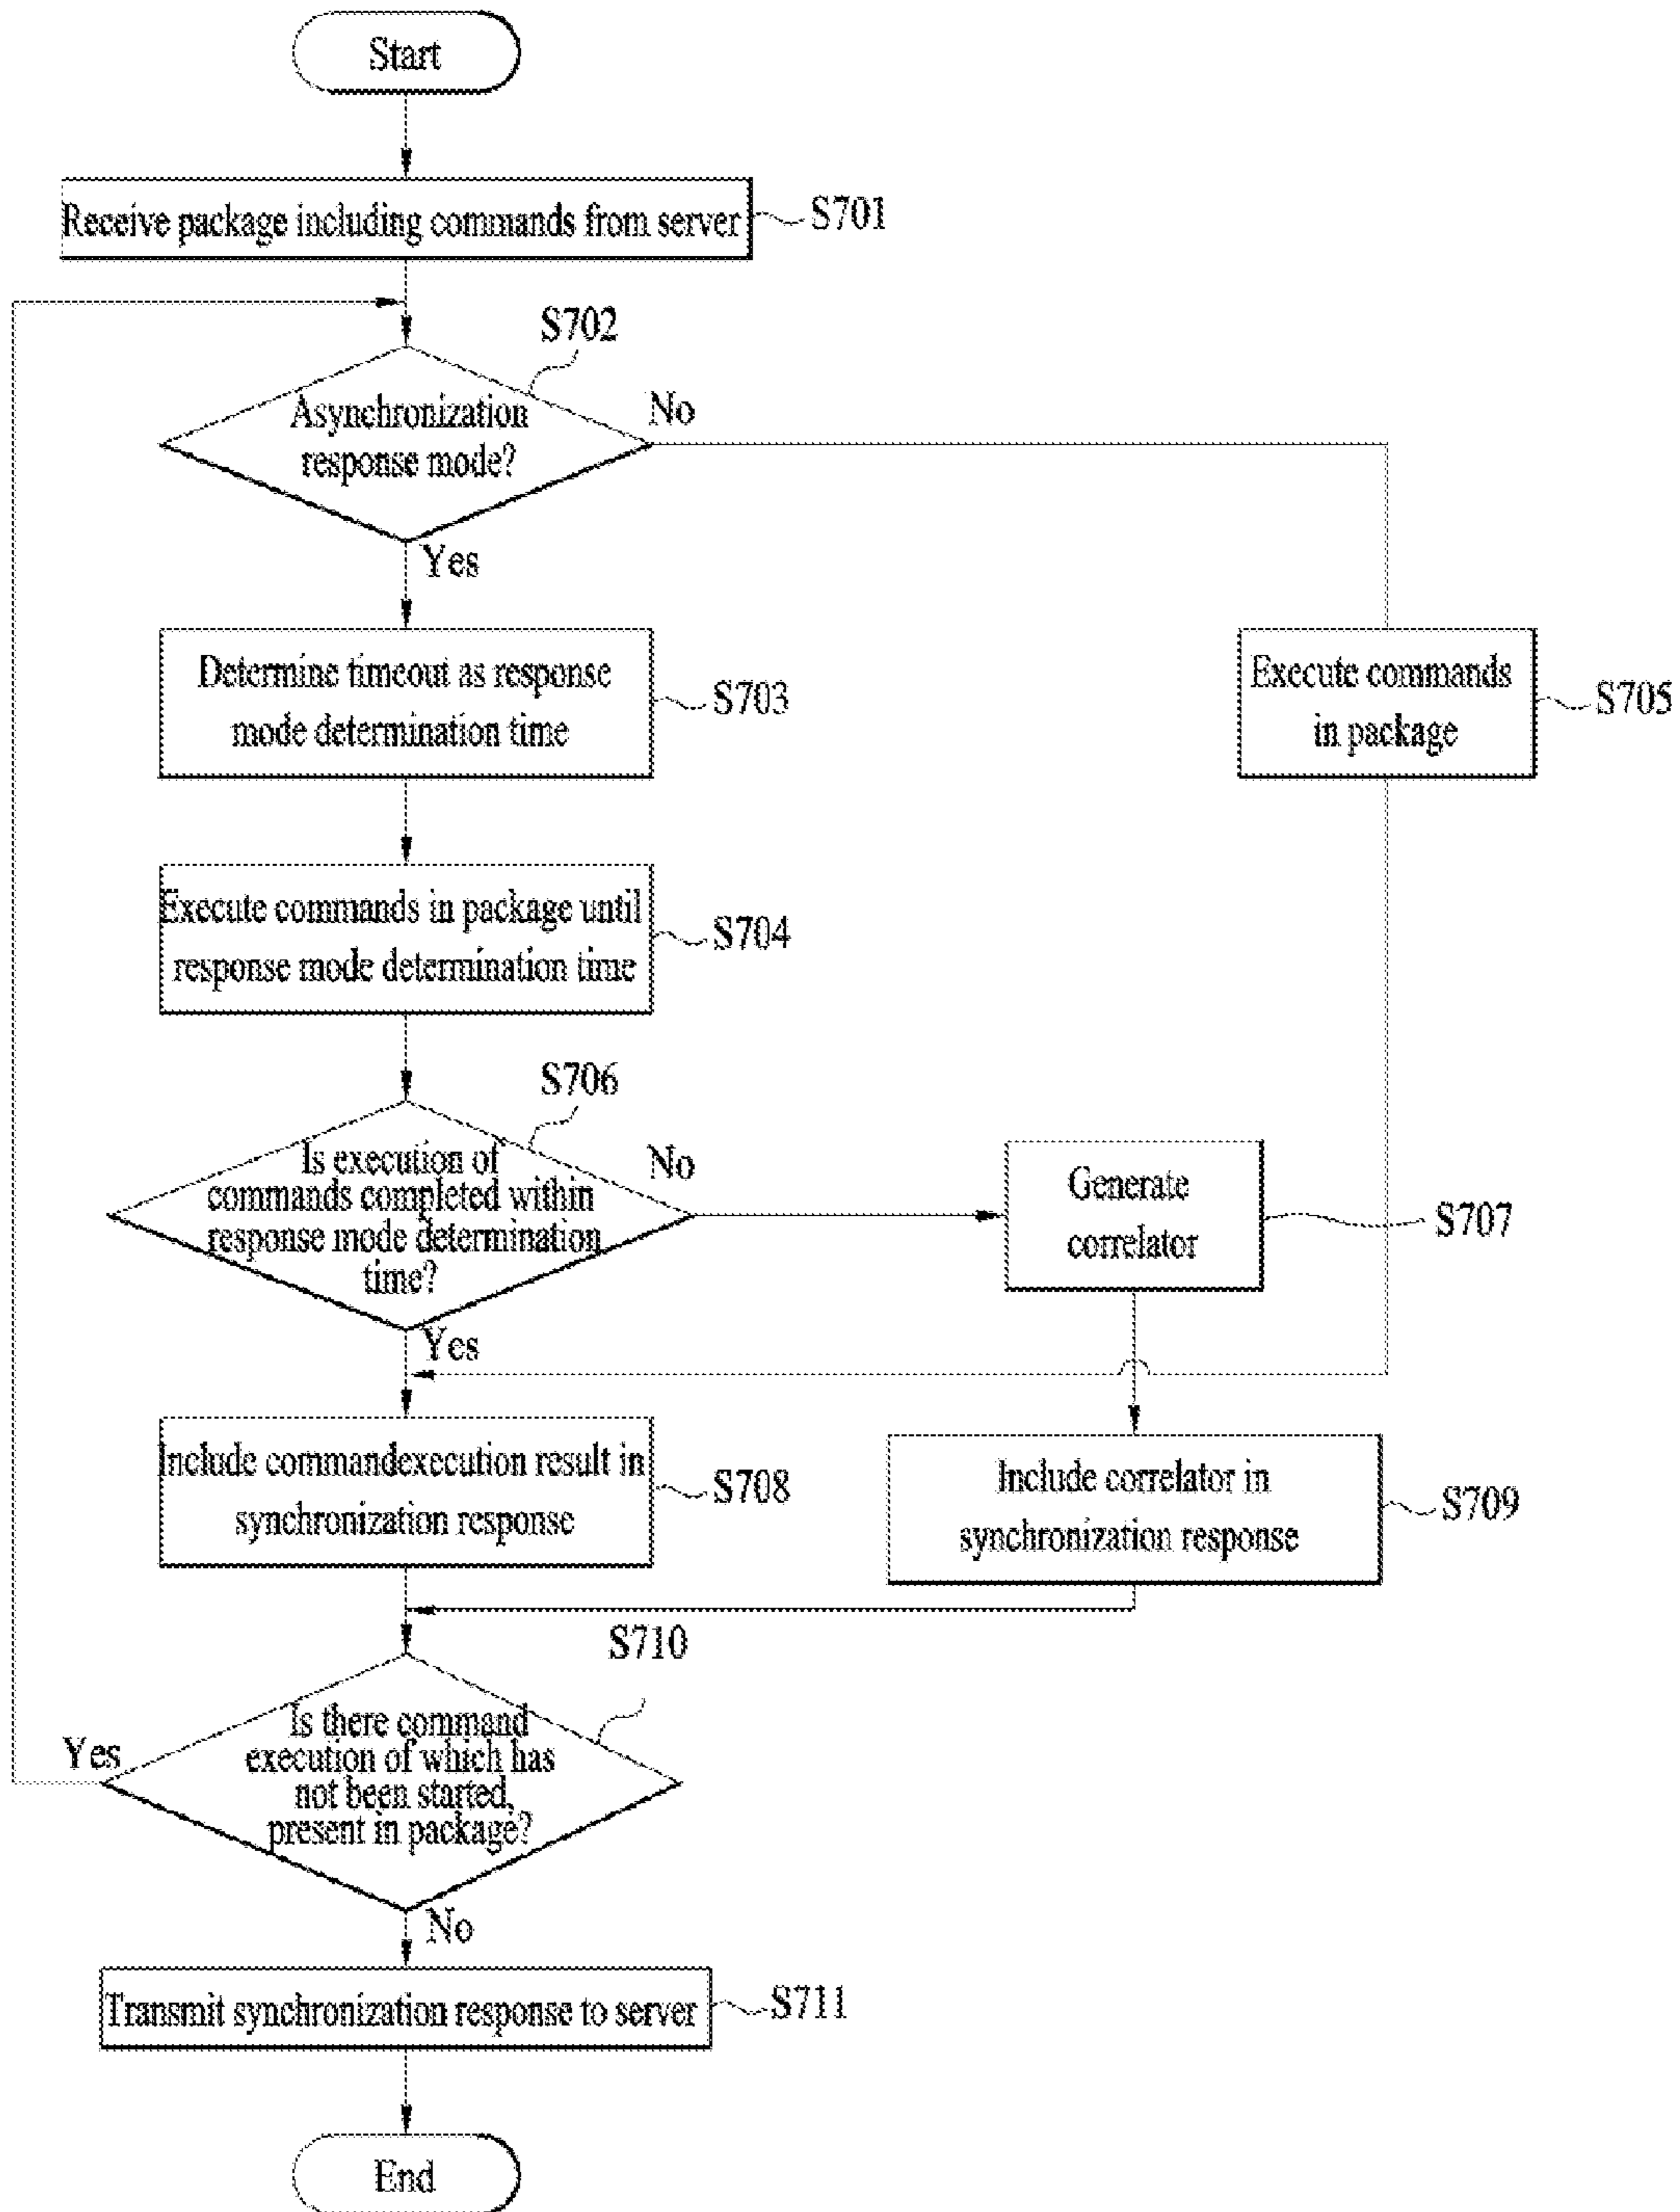 Start
Receive package including commands from server
S701
S702
Asynchronization
response mode?
No
Yes
Determine timeout as response
mode determination time
S703
Execute commands
in package
S705
Execute commands in package until
response mode determination time
S704
S706
Is execution of
commands completed within
response mode determination
time?
No
Yes
Generate
correlator
S707
Include commandexecution result in
synchronization response
S708
Include correlator in
synchronization response
S709
S710
Is there command
execution of which has
not been started,
present in package?
Yes
No
Transmit synchronization response to server
S711
End